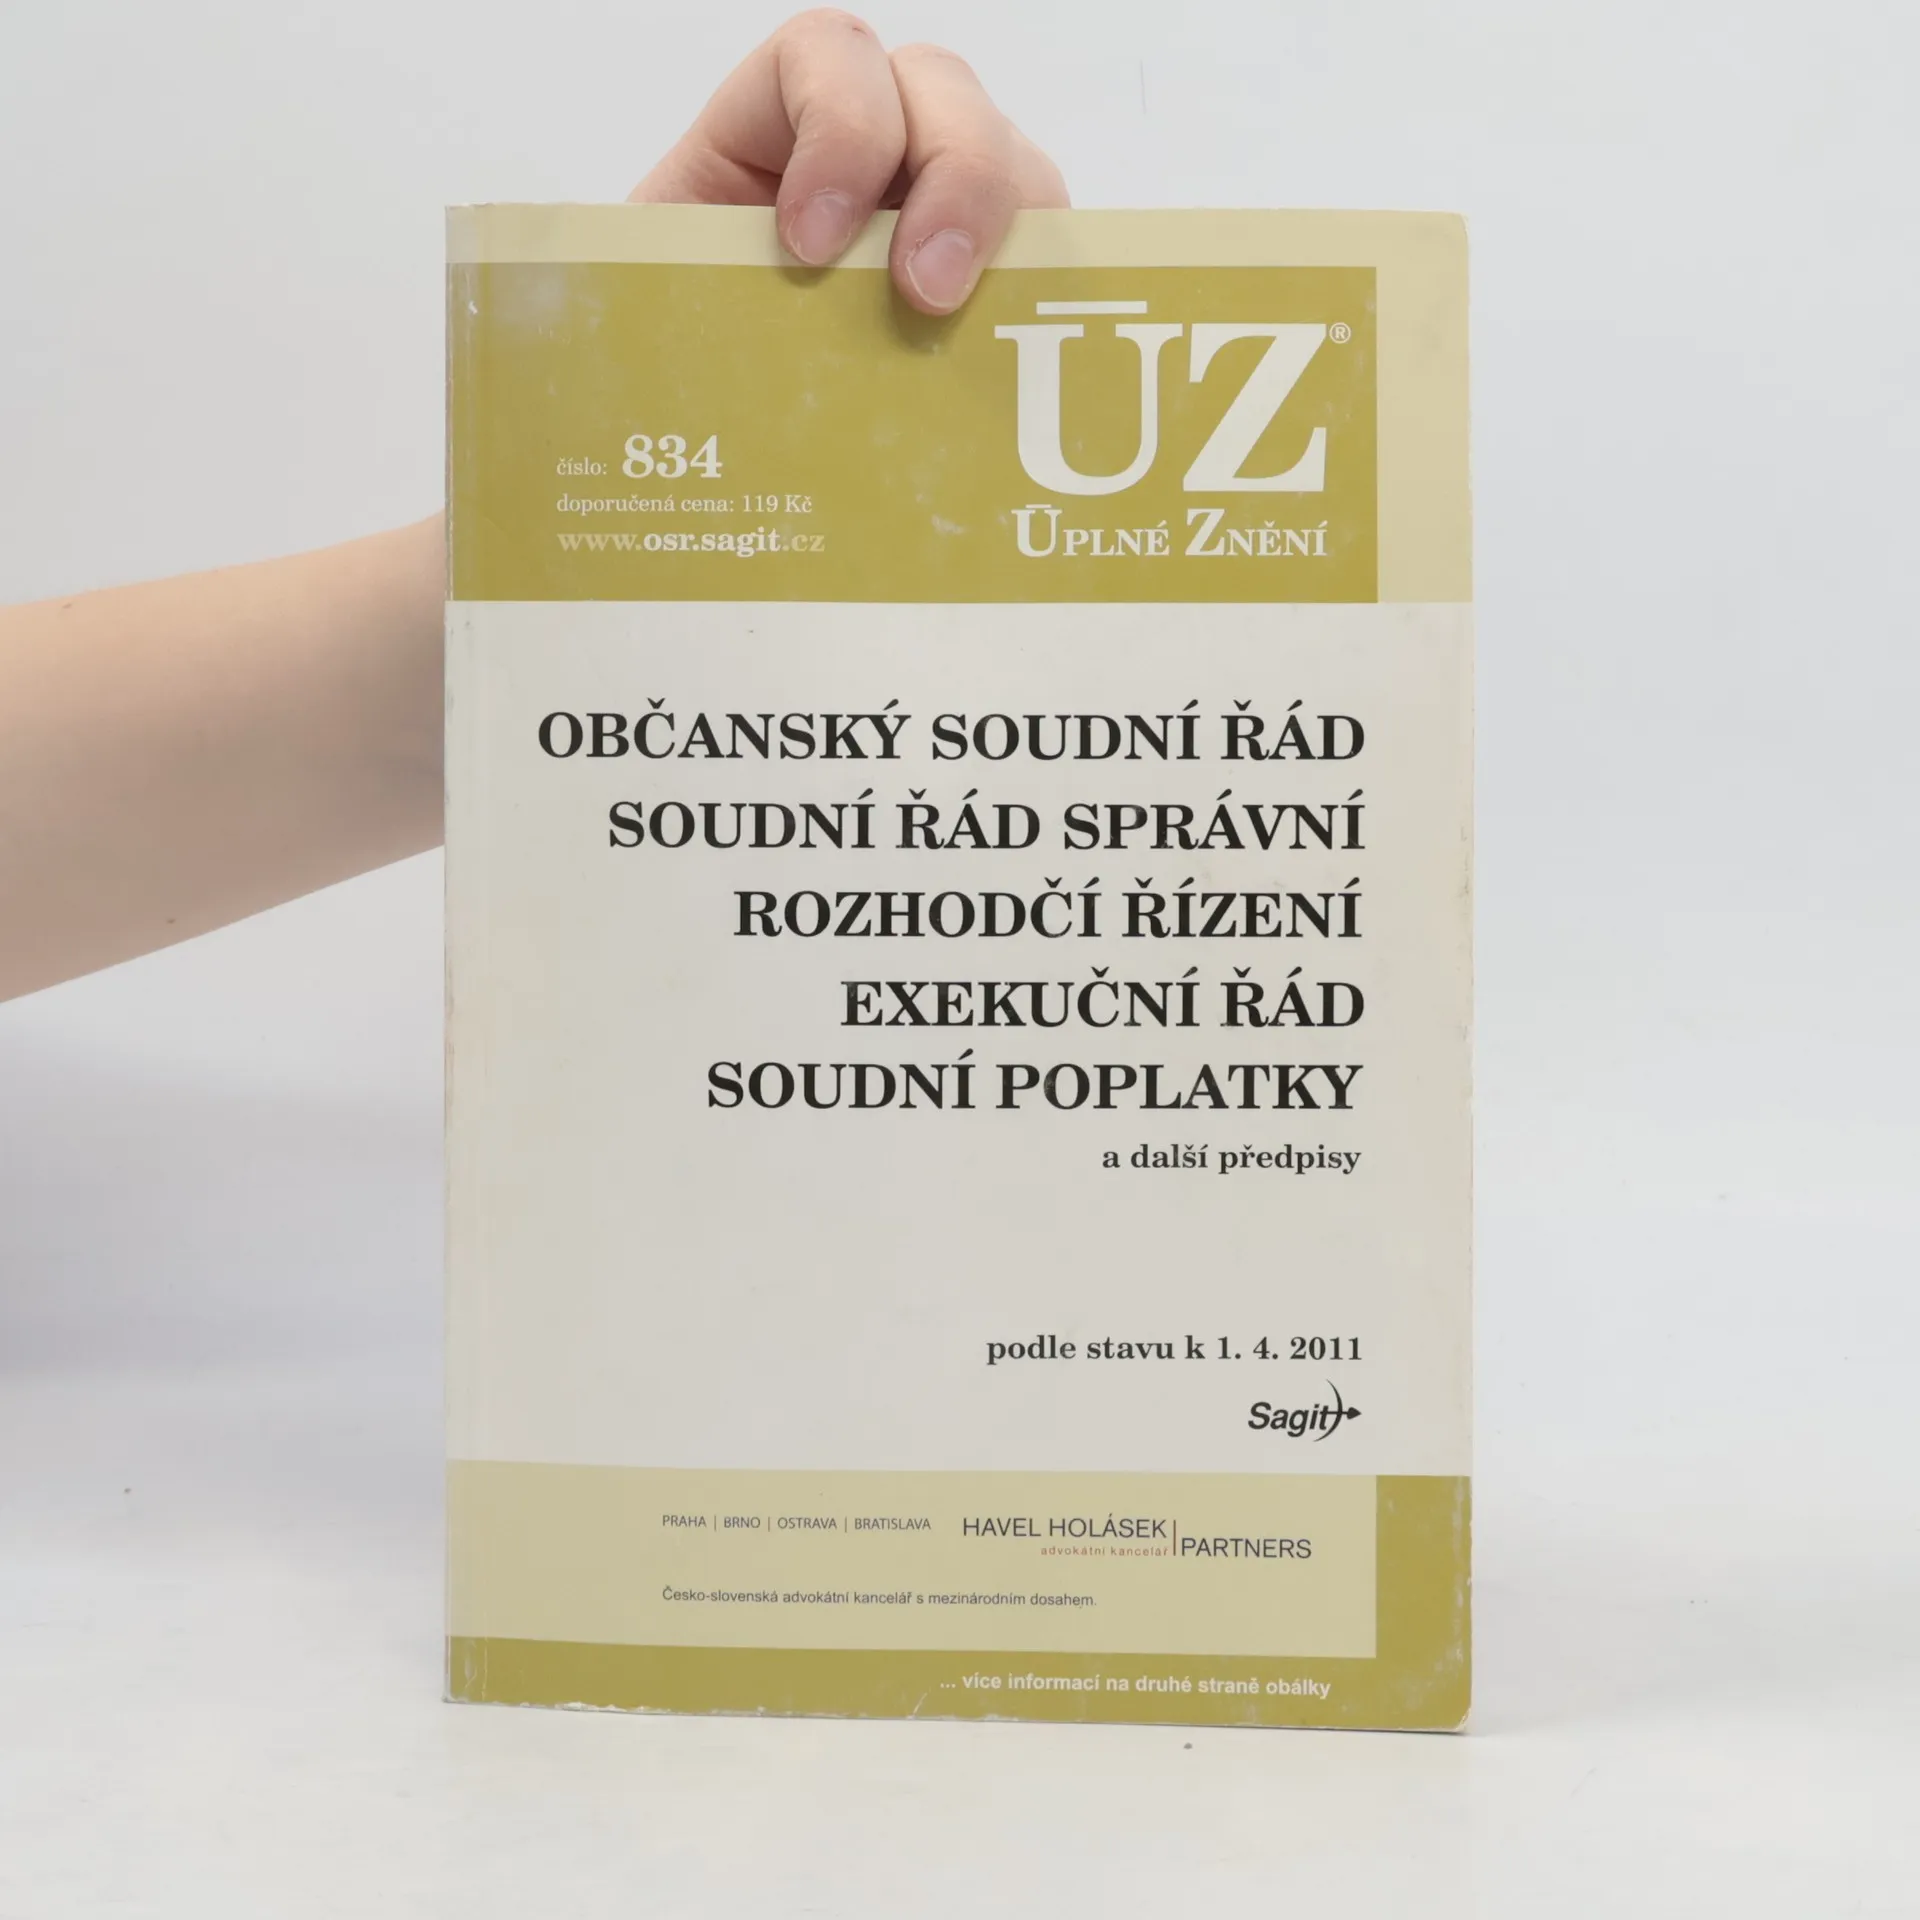 ŪZ®
číslo: 834
doporučená cena: 119 Kč
www.osr.sagit.cz
ŪPLNÉ ZNĚNÍ
OBČANSKÝ SOUDNÍ ŘÁD
SOUDNÍ ŘÁD SPRÁVNÍ
ROZHODČÍ ŘÍZENÍ
EXEKUČNÍ ŘÁD
SOUDNÍ POPLATKY
a další předpisy
podle stavu k 1. 4. 2011
Sagit
PRAHA | BRNO | OSTRAVA | BRATISLAVA
HAVEL HOLÁSEK
advokátní kancelář
PARTNERS
Česko-slovenská advokátní kancelář s mezinárodním dosahem.
... více informací na druhé straně obálky